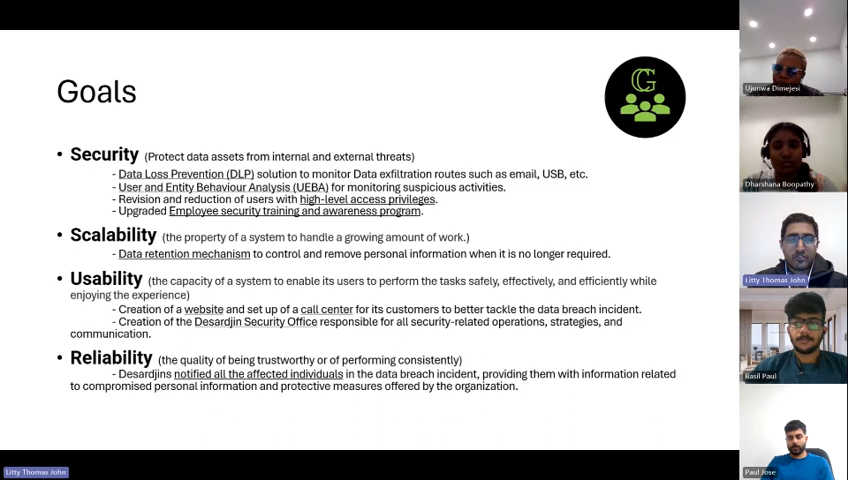 Goals
G
• Security (Protect data assets from internal and external threats)
- Data Loss Prevention (DLP) solution to monitor Data exfiltration routes such as email, USB, etc.
- User and Entity Behaviour Analysis (UEBA) for monitoring suspicious activities.
- Revision and reduction of users with high-level access privileges.
- Upgraded Employee security training and awareness program.
• Scalability (the property of a system to handle a growing amount of work.)
- Data retention mechanism to control and remove personal information when it is no longer required.
• Usability (the capacity of a system to enable its users to perform the tasks safely, effectively, and efficiently while
enjoying the experience)
- Creation of a website and set up of a call center for its customers to better tackle the data breach incident.
- Creation of the Desardjin Security Office responsible for all security-related operations, strategies, and
communication.
• Reliability (the quality of being trustworthy or of performing consistently)
- Desardjins notified all the affected individuals in the data breach incident, providing them with information related
to compromised personal information and protective measures offered by the organization.
Litty Thomas John
Ujunwa Dimejesi
Dharshana Boopathy
Litty Thomas John
Basil Paul
Paul Jose